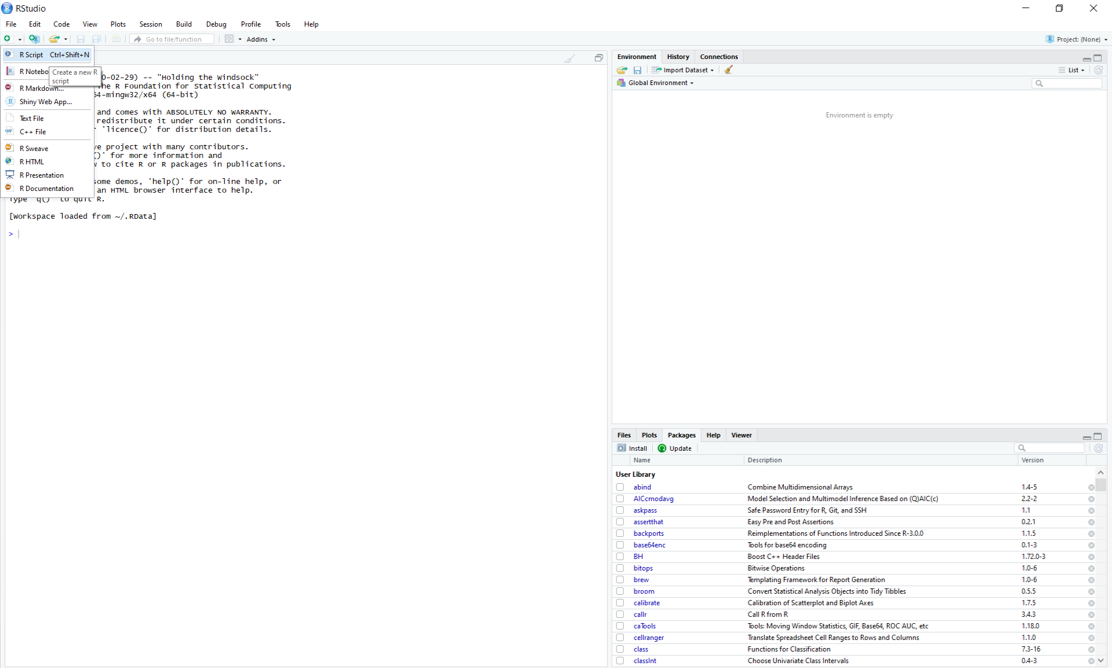 RStudio
File Edit Code View Plots Session Build Debug Profile Tools Help
Go to file/function Addins Project: (None)
R Script Ctrl+Shift+N
R Notebo
Create a new R
script
R Markdown...
Shiny Web App...
Text File
C++ File
R Sweave
R HTML
R Presentation
R Documentation
0-02-29) -- "Holding the Windsock"
he R Foundation for Statistical Computing
64-mingw32/x64 (64-bit)
and comes with ABSOLUTELY NO WARRANTY.
redistribute it under certain conditions.
'licence()' for distribution details.
ve project with many contributors.
()' for more information and
w to cite R or R packages in publications.
some demos, 'help()' for on-line help, or
an HTML browser interface to help.
Type 'q()' to quit R.
[Workspace loaded from ~/.RData]
>
Environment History Connections
Import Dataset List
Global Environment
Environment is empty
Files Plots Packages Help Viewer
Install Update
Name Description Version
User Library
abind Combine Multidimensional Arrays 1.4-5
AICcmodavg Model Selection and Multimodel Inference Based on (Q)AIC(c) 2.2-2
askpass Safe Password Entry for R, Git, and SSH 1.1
assertthat Easy Pre and Post Assertions 0.2.1
backports Reimplementations of Functions Introduced Since R-3.0.0 1.1.5
base64enc Tools for base64 encoding 0.1-3
BH Boost C++ Header Files 1.72.0-3
bitops Bitwise Operations 1.0-6
brew Templating Framework for Report Generation 1.0-6
broom Convert Statistical Analysis Objects into Tidy Tibbles 0.5.5
calibrate Calibration of Scatterplot and Biplot Axes 1.7.5
callr Call R from R 3.4.3
caTools Tools: Moving Window Statistics, GIF, Base64, ROC AUC, etc 1.18.0
cellranger Translate Spreadsheet Cell Ranges to Rows and Columns 1.1.0
class Functions for Classification 7.3-16
classInt Choose Univariate Class Intervals 0.4-3